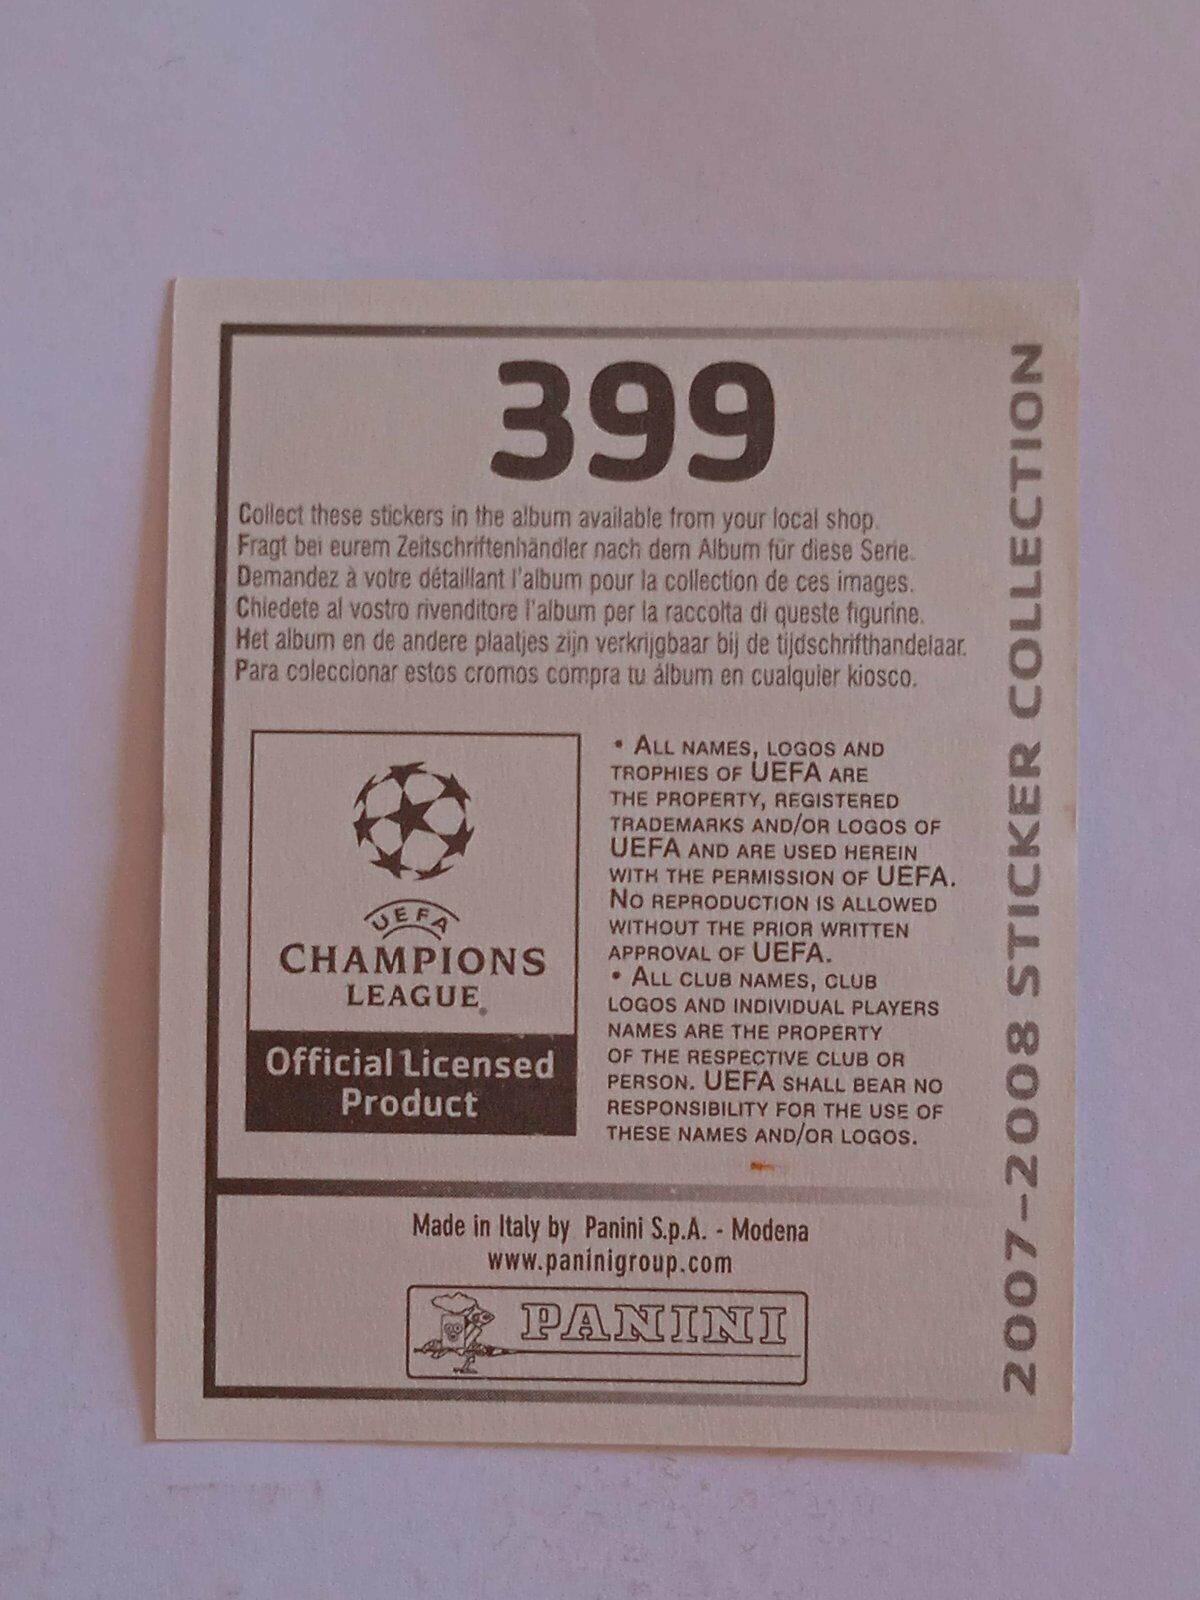 399
Collect these stickers in the album available from your local shop.
Fragt bei eurem Zeitschriftenhändler nach dem Album für diese Serie.
Demandez à votre détaillant l'album pour la collection de ces images.
Chiedete al vostro rivenditore l'album per la raccolta di queste figurine.
Het album en de andere plaatjes zijn verkrijgbaar bij de tijdschrifthandelaar.
Para coleccionar estos cromos compra tu álbum en cualquier kiosco.
UEFA
CHAMPIONS
LEAGUE®
Official Licensed
Product
• ALL NAMES, LOGOS AND
TROPHIES OF UEFA ARE
THE PROPERTY, REGISTERED
TRADEMARKS AND/OR LOGOS OF
UEFA AND ARE USED HEREIN
WITH THE PERMISSION OF UEFA.
NO REPRODUCTION IS ALLOWED
WITHOUT THE PRIOR WRITTEN
APPROVAL OF UEFA.
• ALL CLUB NAMES, CLUB
LOGOS AND INDIVIDUAL PLAYERS
NAMES ARE THE PROPERTY
OF THE RESPECTIVE CLUB OR
PERSON. UEFA SHALL BEAR NO
RESPONSIBILITY FOR THE USE OF
THESE NAMES AND/OR LOGOS.
Made in Italy by Panini S.p.A. - Modena
www.paninigroup.com
PANINI
2007-2008 STICKER COLLECTION